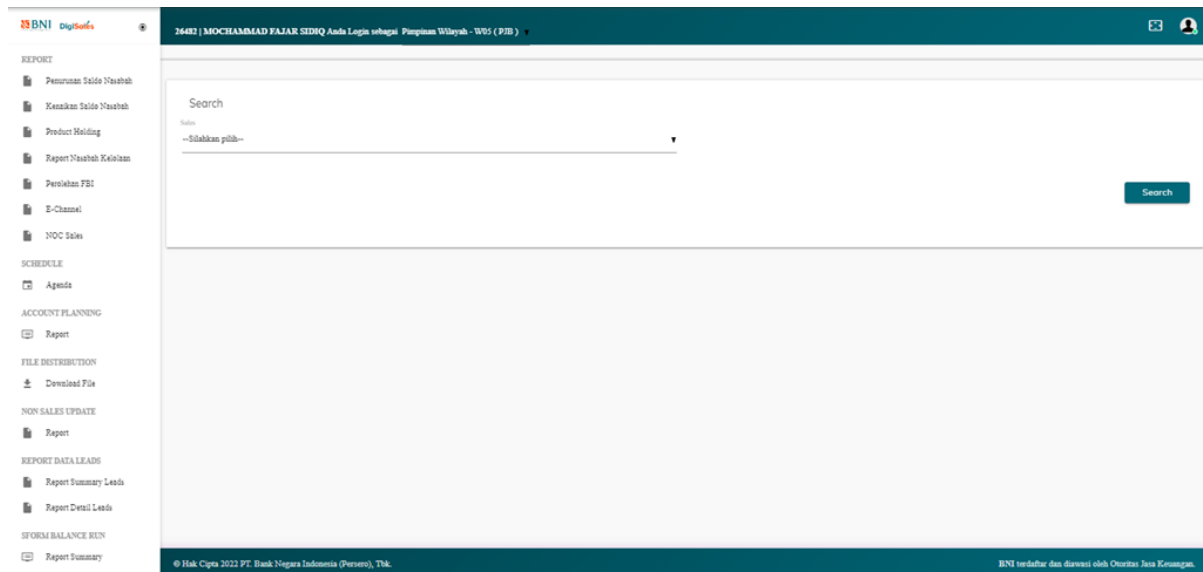 BNI DigiSales
26482 | MOCHAMMAD FAJAR SIDIQ Anda Login sebagai Pimpinan Wilayah - W05 ( PJB )
REPORT
Penurunan Saldo Nasabah
Kenaikan Saldo Nasabah
Product Holding
Report Nasabah Kelolaan
Perolehan FBI
E-Channel
NOC Sales
SCHEDULE
Agenda
ACCOUNT PLANNING
Report
FILE DISTRIBUTION
Download File
NON SALES UPDATE
Report
REPORT DATA LEADS
Report Summary Leads
Report Detail Leads
SFORM BALANCE RUN
Report Summary
Search
Sales
--Silahkan pilih--
Search
© Hak Cipta 2022 PT. Bank Negara Indonesia (Persero), Tbk.
BNI terdaftar dan diawasi oleh Otoritas Jasa Keuangan.